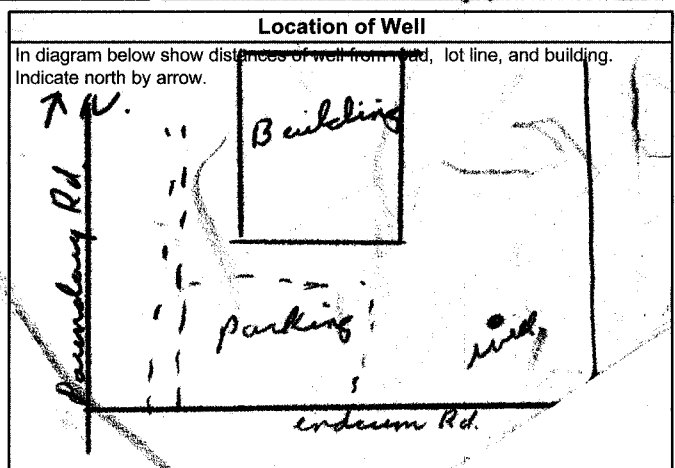 Location of Well
In diagram below show distances of well from road, lot line, and building.
Indicate north by arrow.
N.
Building
Boundary Rd
parking
well
Rd.